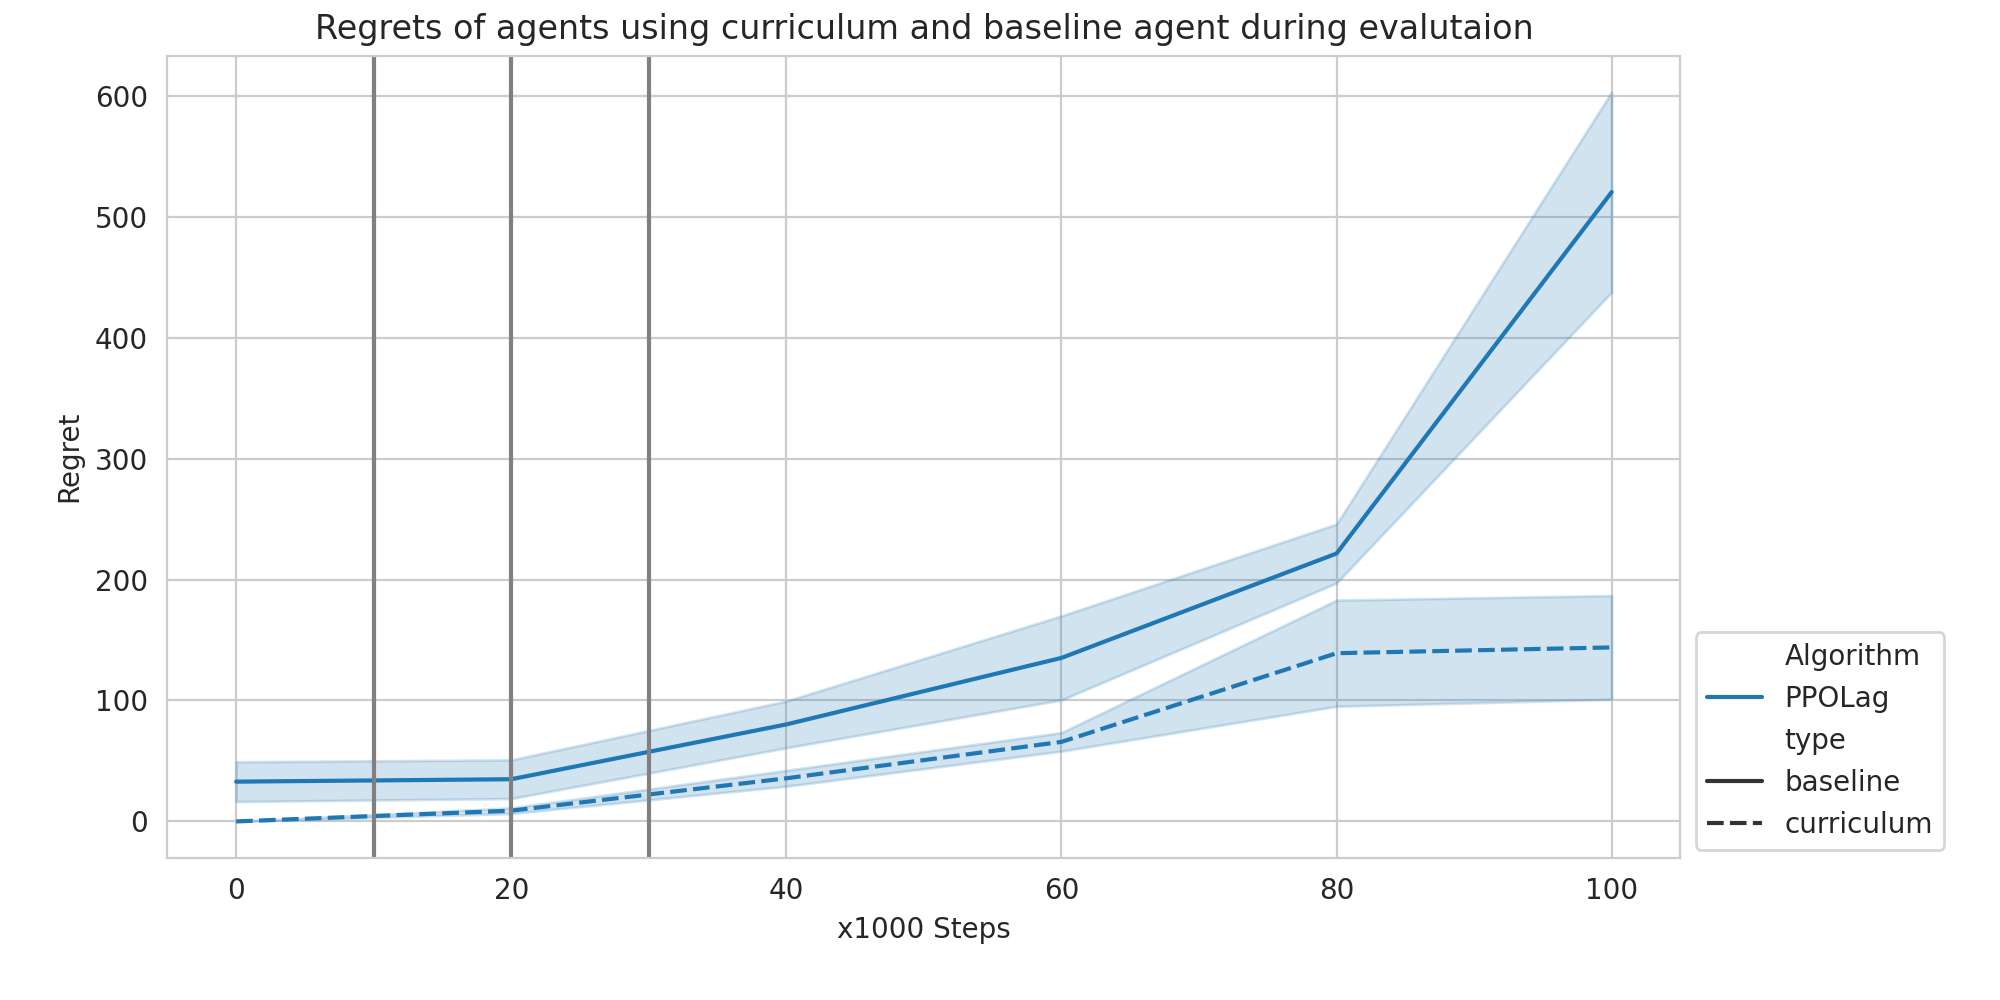 Regrets of agents using curriculum and baseline agent during evalutaion
600
500
400
300
200
100
0
Regret
0 20 40 60 80 100
x1000 Steps
Algorithm
PPOLag
type
baseline
curriculum